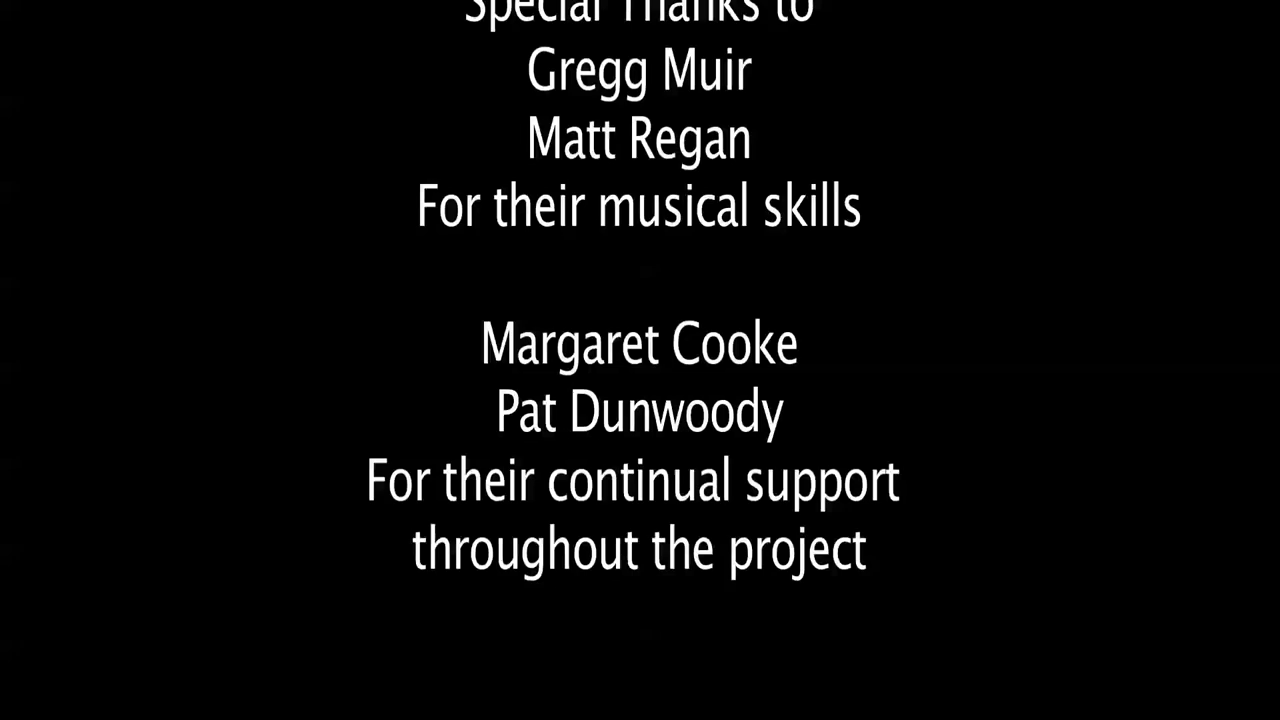 Special Thanks to
Gregg Muir
Matt Regan
For their musical skills
Margaret Cooke
Pat Dunwoody
For their continual support
throughout the project